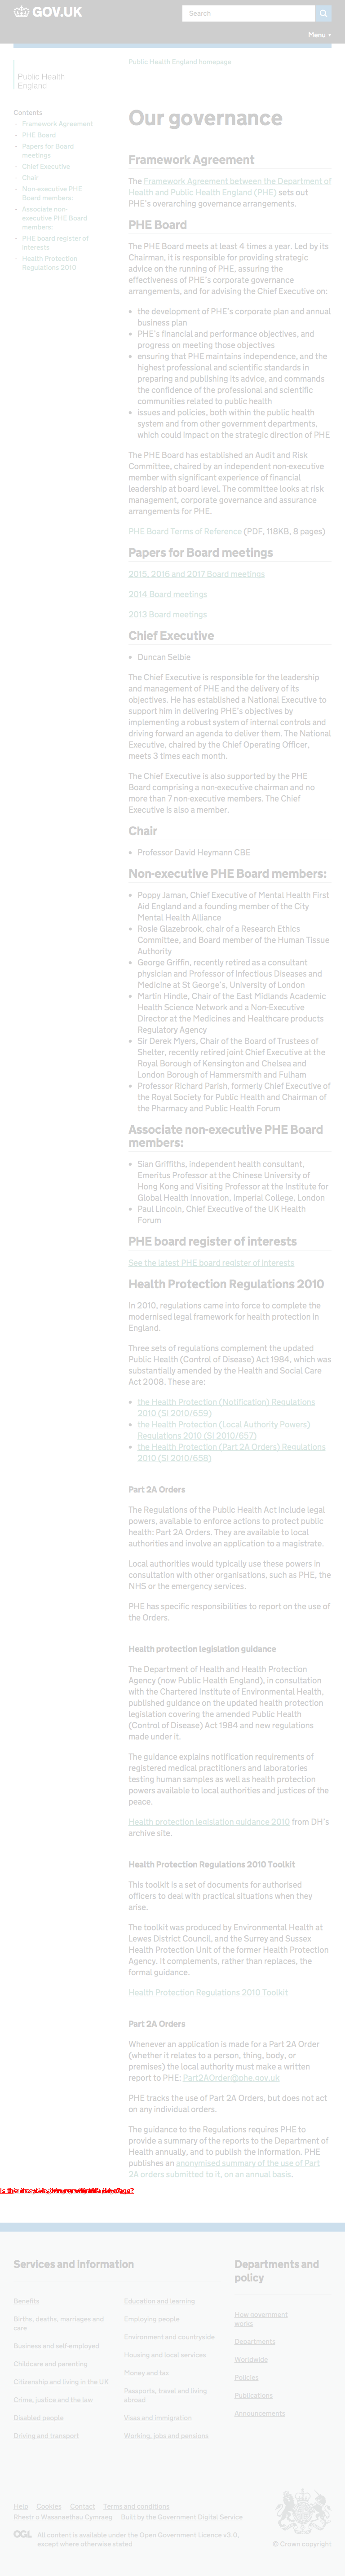 GOV.UK
Search
Menu
Public Health England homepage
Public Health
England
Contents
- Framework Agreement
- PHE Board
- Papers for Board
meetings
- Chief Executive
- Chair
- Non-executive PHE
Board members:
- Associate non-
executive PHE Board
members:
- PHE board register of
interests
- Health Protection
Regulations 2010
Our governance
Framework Agreement
The Framework Agreement between the Department of
Health and Public Health England (PHE) sets out
PHE's overarching governance arrangements.
PHE Board
The PHE Board meets at least 4 times a year. Led by its
Chairman, it is responsible for providing strategic
advice on the running of PHE, assuring the
effectiveness of PHE's corporate governance
arrangements, and for advising the Chief Executive on:
• the development of PHE's corporate plan and annual
business plan
• PHE's financial and performance objectives, and
progress on meeting those objectives
• ensuring that PHE maintains independence, and the
highest professional and scientific standards in
preparing and publishing its advice, and commands
the confidence of professional and scientific
communities related to public health
• issues and policies, both within the public health
system and from other government departments,
which could impact on the strategic direction of PHE
The PHE Board has established an Audit and Risk
Committee, chaired by an independent non-executive
member with significant experience of financial
leadership at board level. The committee looks at risk
management, corporate governance and assurance
arrangements for PHE.
PHE Board Terms of Reference (PDF, 118KB, 8 pages)
Papers for Board meetings
2015, 2016 and 2017 Board meetings
2014 Board meetings
2013 Board meetings
Chief Executive
• Duncan Selbie
The Chief Executive is responsible for the leadership
and management of PHE and the delivery of its
objectives. He has established a National Executive to
support him in delivering PHE's objectives by
implementing a robust system of internal controls and
driving forward an agenda to deliver them. The National
Executive, chaired by the Chief Operating Officer,
meets 3 times each month.
The Chief Executive is also supported by the PHE
Board comprising a non-executive chairman and no
more than 7 non-executive members. The Chief
Executive is also a member.
Chair
• Professor David Heymann CBE
Non-executive PHE Board members:
• Poppy Jaman, Chief Executive of Mental Health First
Aid England and a founding member of the City
Mental Health Alliance
• Rosie Glazebrook, chair of a Research Ethics
Committee, and Board member of the Human Tissue
Authority
• George Griffin, recently retired as a consultant
physician and Professor of Infectious Diseases and
Medicine at St George's, University of London
• Martin Hindle, Chair of the East Midlands Academic
Health Science Network and a Non-Executive
Director at the Medicines and Healthcare products
Regulatory Agency
• Sir Derek Myers, Chair of the Board of Trustees of
Shelter, recently retired joint Chief Executive at the
Royal Borough of Kensington and Chelsea and
London Borough of Hammersmith and Fulham
• Professor Richard Parish, formerly Chief Executive of
the Royal Society for Public Health and Chairman of
the Pharmacy and Public Health Forum
Associate non-executive PHE Board
members:
• Sian Griffiths, independent health consultant,
Emeritus Professor at the Chinese University of
Hong Kong and Visiting Professor at the Institute for
Global Health Innovation, Imperial College, London
• Paul Lincoln, Chief Executive of the UK Health
Forum
PHE board register of interests
See the latest PHE board register of interests
Health Protection Regulations 2010
In 2010, regulations came into force to complete the
modernised legal framework for health protection in
England.
Three sets of regulations complement the updated
Public Health (Control of Disease) Act 1984, which was
substantially amended by the Health and Social Care
Act 2008. These are:
• the Health Protection (Notification) Regulations
2010 (SI 2010/659)
• the Health Protection (Local Authority Powers)
Regulations 2010 (SI 2010/657)
• the Health Protection (Part 2A Orders) Regulations
2010 (SI 2010/658)
Part 2A Orders
The Regulations of the Public Health Act include legal
powers, available to enforce actions to protect public
health: Part 2A Orders. They are available to local
authorities and involve an application to a magistrate.
Local authorities would typically use these powers in
consultation with other organisations, such as PHE, the
NHS or the emergency services.
PHE has specific responsibilities to report on the use of
the Orders.
Health protection legislation guidance
The Department of Health and Health Protection
Agency (now Public Health England), in consultation
with the Chartered Institute of Environmental Health,
published guidance on the updated health protection
legislation covering the amended Public Health
(Control of Disease) Act 1984 and new regulations
made under it.
The guidance explains notification requirements of
registered medical practitioners and laboratories
testing human samples as well as health protection
powers available to local authorities and justices of the
peace.
Health protection legislation guidance 2010 from DH's
archive site.
Health Protection Regulations 2010 Toolkit
This toolkit is a set of documents for authorised
officers to deal with practical situations when they
arise.
The toolkit was produced by Environmental Health at
Lewes District Council, and the Surrey and Sussex
Health Protection Unit of the former Health Protection
Agency. It complements, rather than replaces, the
formal guidance.
Health Protection Regulations 2010 Toolkit
Part 2A Orders
Whenever an application is made for a Part 2A Order
(whether it relates to a person, thing, body, or
premises) the local authority must make a written
report to PHE: Part2AOrder@phe.gov.uk
PHE tracks the use of Part 2A Orders, but does not act
on any individual orders.
The guidance to the Regulations requires PHE to
provide a summary of the reports to the Department of
Health annually, and to publish the information. PHE
publishes an anonymised summary of the use of Part
2A orders submitted to it, on an annual basis.
Services and information
Benefits
Births, deaths, marriages and
care
Business and self-employed
Childcare and parenting
Citizenship and living in the UK
Crime, justice and the law
Disabled people
Driving and transport
Education and learning
Employing people
Environment and countryside
Housing and local services
Money and tax
Passports, travel and living
abroad
Visas and immigration
Working, jobs and pensions
Departments and
policy
How government
works
Departments
Worldwide
Policies
Publications
Announcements
Help Cookies Contact Terms and conditions
Rhestr o Wasanaethau Cymraeg Built by the Government Digital Service
OGL All content is available under the Open Government Licence v3.0,
except where otherwise stated
© Crown copyright